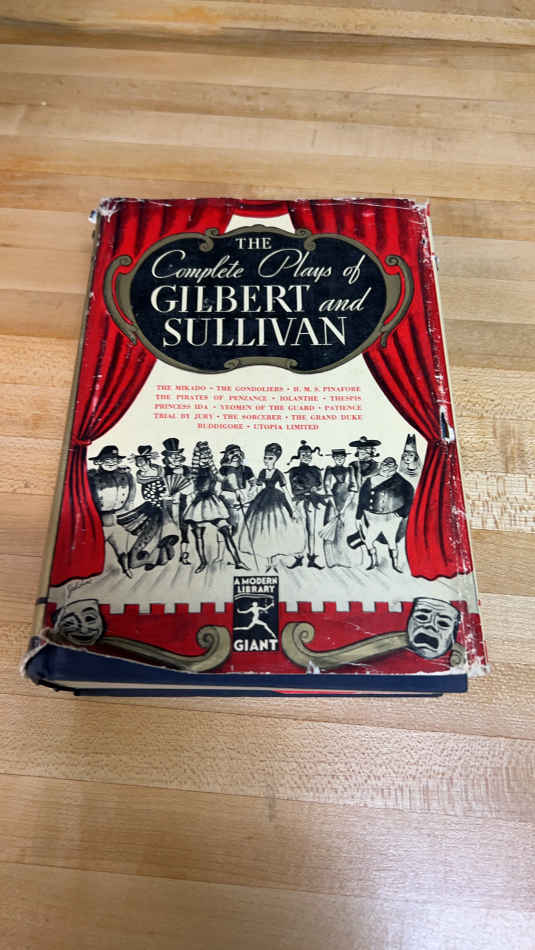 THE
Complete Plays of
GILBERT and
SULLIVAN
THE MIKADO • THE GONDOLIERS • H. M. S. PINAFORE
THE PIRATES OF PENZANCE • IOLANTHE • THESPIS
PRINCESS IDA • YEOMEN OF THE GUARD • PATIENCE
TRIAL BY JURY • THE SORCERER • THE GRAND DUKE
RUDDIGORE • UTOPIA LIMITED
A MODERN
LIBRARY
GIANT